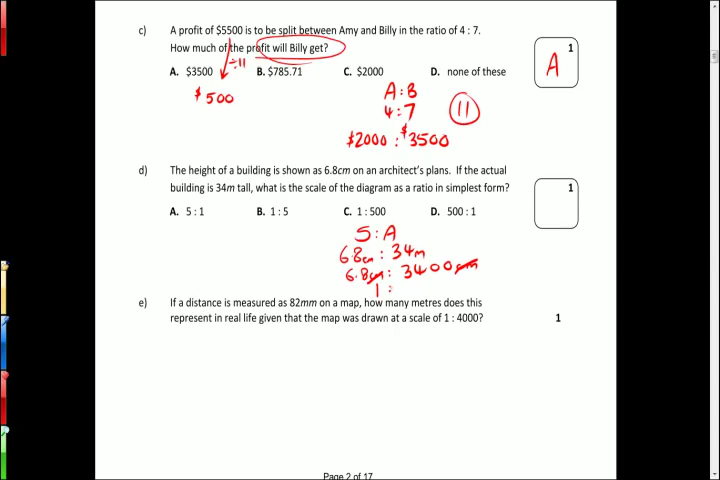 c) A profit of $5500 is to be split between Amy and Billy in the ratio of 4 : 7.
How much of the profit will Billy get?
1
A
÷11
A. $3500 B. $785.71 C. $2000 D. none of these
$500
A : B
4 : 7
11
$2000 : $3500
d) The height of a building is shown as 6.8cm on an architect's plans. If the actual
building is 34m tall, what is the scale of the diagram as a ratio in simplest form?
1
A. 5 : 1 B. 1 : 5 C. 1 : 500 D. 500 : 1
S : A
6.8cm : 34m
6.8cm : 3400cm
1 :
e) If a distance is measured as 82mm on a map, how many metres does this
represent in real life given that the map was drawn at a scale of 1 : 4000?
1
Page 2 of 17